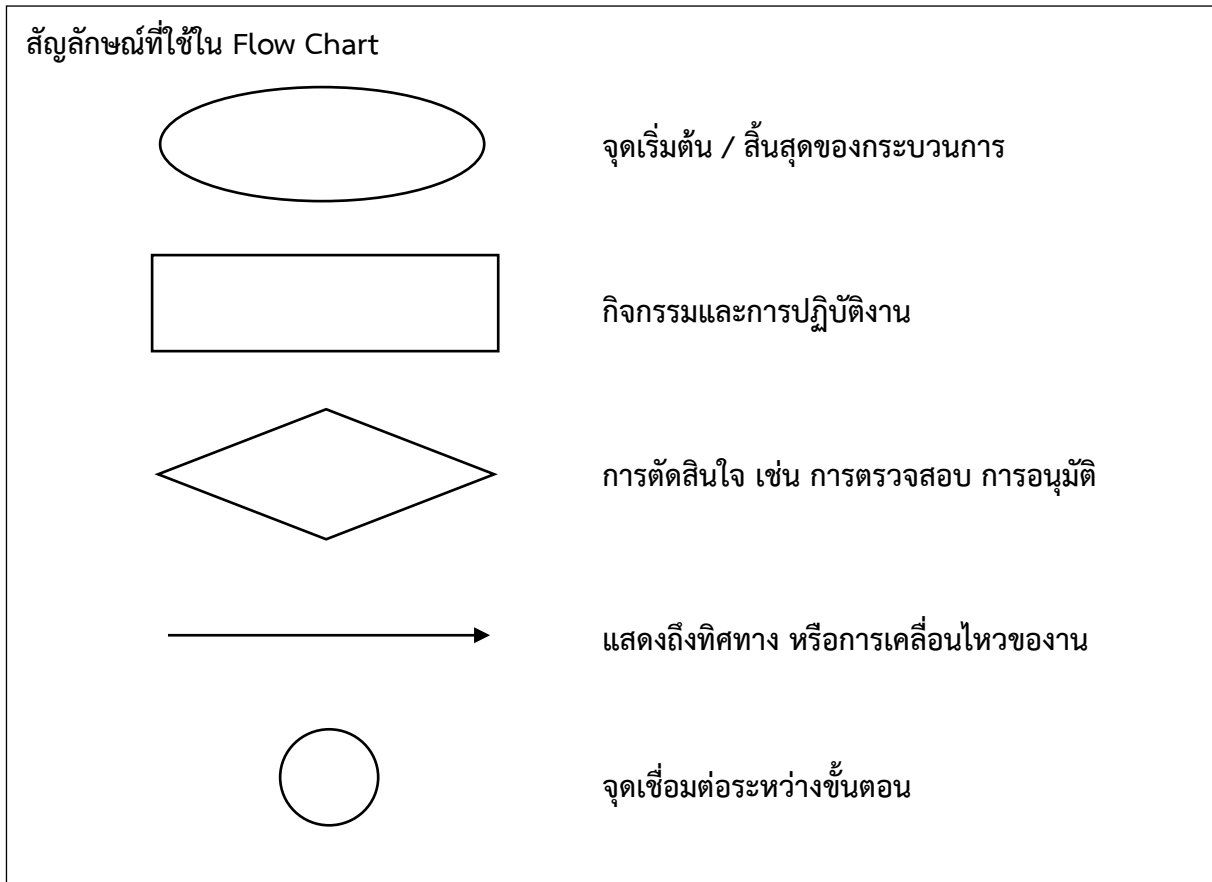 สัญลักษณ์ที่ใช้ใน Flow Chart
จุดเริ่มต้น / สิ้นสุดของกระบวนการ
กิจกรรมและการปฏิบัติงาน
การตัดสินใจ เช่น การตรวจสอบ การอนุมัติ
แสดงถึงทิศทาง หรือการเคลื่อนไหวของงาน
จุดเชื่อมต่อระหว่างขั้นตอน